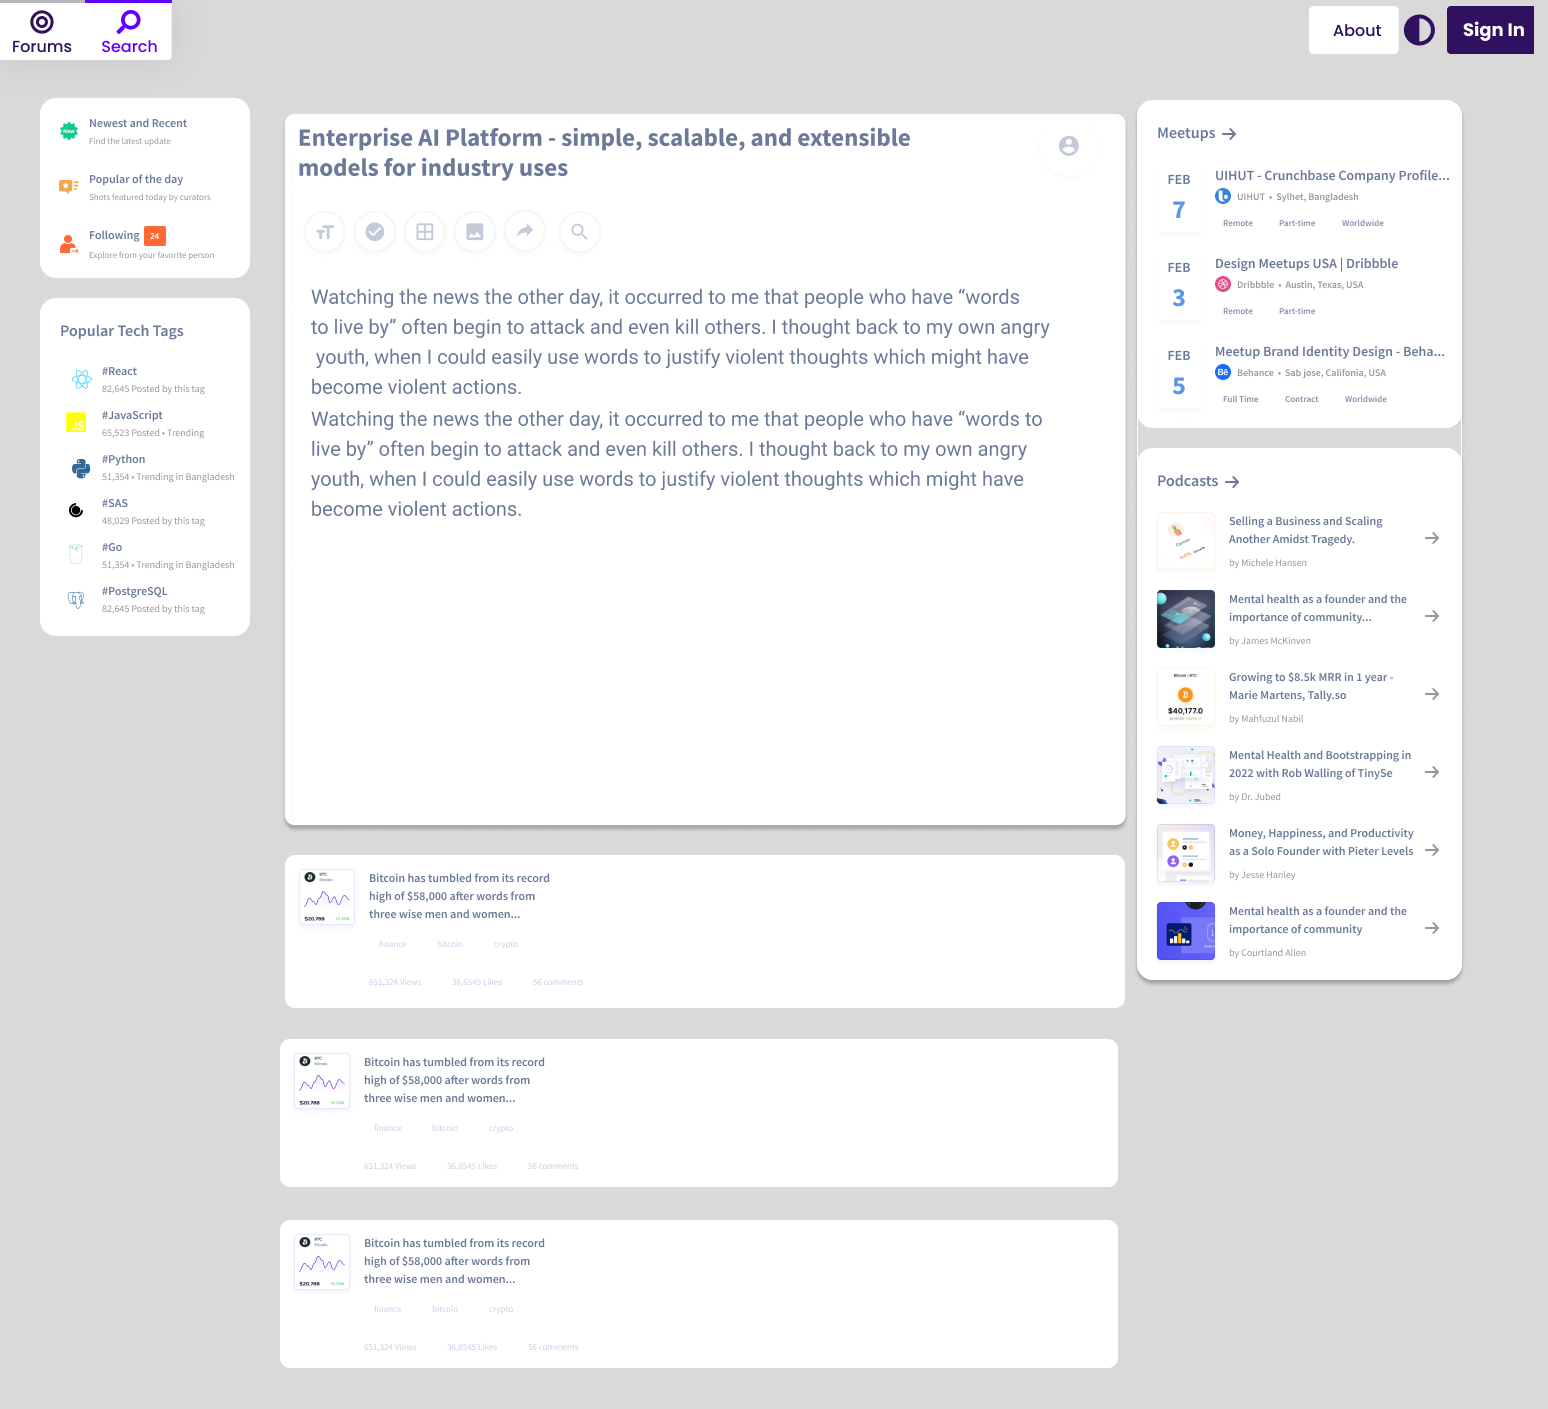 Forums
Search
About
Sign In
Newest and Recent
Find the latest update
Popular of the day
Shots featured today by curators
Following 24
Explore from your favorite person
Popular Tech Tags
#React
82,645 Posted by this tag
#JavaScript
65,523 Posted • Trending
#Python
51,354 • Trending in Bangladesh
#SAS
48,029 Posted by this tag
#Go
51,354 • Trending in Bangladesh
#PostgreSQL
82,645 Posted by this tag
New
JS
Enterprise AI Platform - simple, scalable, and extensible
models for industry uses
Watching the news the other day, it occurred to me that people who have “words
to live by” often begin to attack and even kill others. I thought back to my own angry
youth, when I could easily use words to justify violent thoughts which might have
become violent actions.
Watching the news the other day, it occurred to me that people who have “words to
live by” often begin to attack and even kill others. I thought back to my own angry
youth, when I could easily use words to justify violent thoughts which might have
become violent actions.
BTC
Bitcoin
$20,788
Bitcoin has tumbled from its record
high of $58,000 after words from
three wise men and women...
finance bitcoin crypto
651,324 Views 36,6545 Likes 56 comments
BTC
Bitcoin
$20,788
Bitcoin has tumbled from its record
high of $58,000 after words from
three wise men and women...
finance bitcoin crypto
651,324 Views 36,6545 Likes 56 comments
BTC
Bitcoin
$20,788
Bitcoin has tumbled from its record
high of $58,000 after words from
three wise men and women...
finance bitcoin crypto
651,324 Views 36,6545 Likes 56 comments
Meetups
FEB
7
UIHUT - Crunchbase Company Profile...
UIHUT • Sylhet, Bangladesh
Remote Part-time Worldwide
FEB
3
Design Meetups USA | Dribbble
Dribbble • Austin, Texas, USA
Remote Part-time
FEB
5
Meetup Brand Identity Design - Beha...
Bē Behance • Sab jose, Califonia, USA
Full Time Contract Worldwide
Podcasts
Selling a Business and Scaling
Another Amidst Tragedy.
by Michele Hansen
Mental health as a founder and the
importance of community...
by James McKinven
Bitcoin / BTC
$40,177.0
Growing to $8.5k MRR in 1 year -
Marie Martens, Tally.so
by Mahfuzul Nabil
Mental Health and Bootstrapping in
2022 with Rob Walling of TinySe
by Dr. Jubed
Money, Happiness, and Productivity
as a Solo Founder with Pieter Levels
by Jesse Hanley
Mental health as a founder and the
importance of community
by Courtland Allen